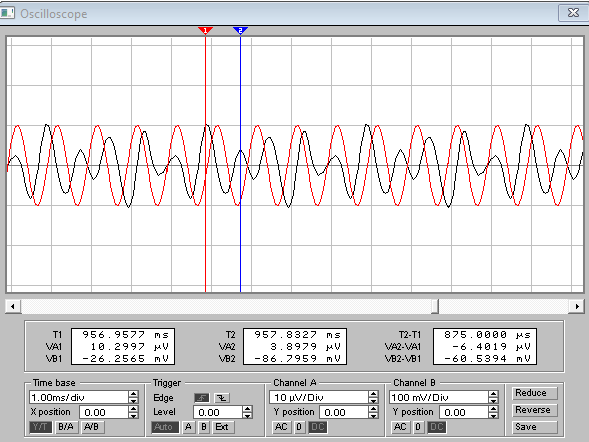 Oscilloscope
1 2
T1 956.9577 ms T2 957.8327 ms T2-T1 875.0000 µs
VA1 10.2997 µV VA2 3.8979 µV VA2-VA1 -6.4019 µV
VB1 -26.2565 mV VB2 -86.7959 mV VB2-VB1 -60.5394 mV
Time base Trigger Channel A Channel B
1.00ms/div Edge 10 µV/Div 100 mV/Div Reduce
X position 0.00 Level 0.00 Y position 0.00 Y position 0.00 Reverse
Y/T B/A A/B Auto A B Ext AC 0 DC AC 0 DC Save